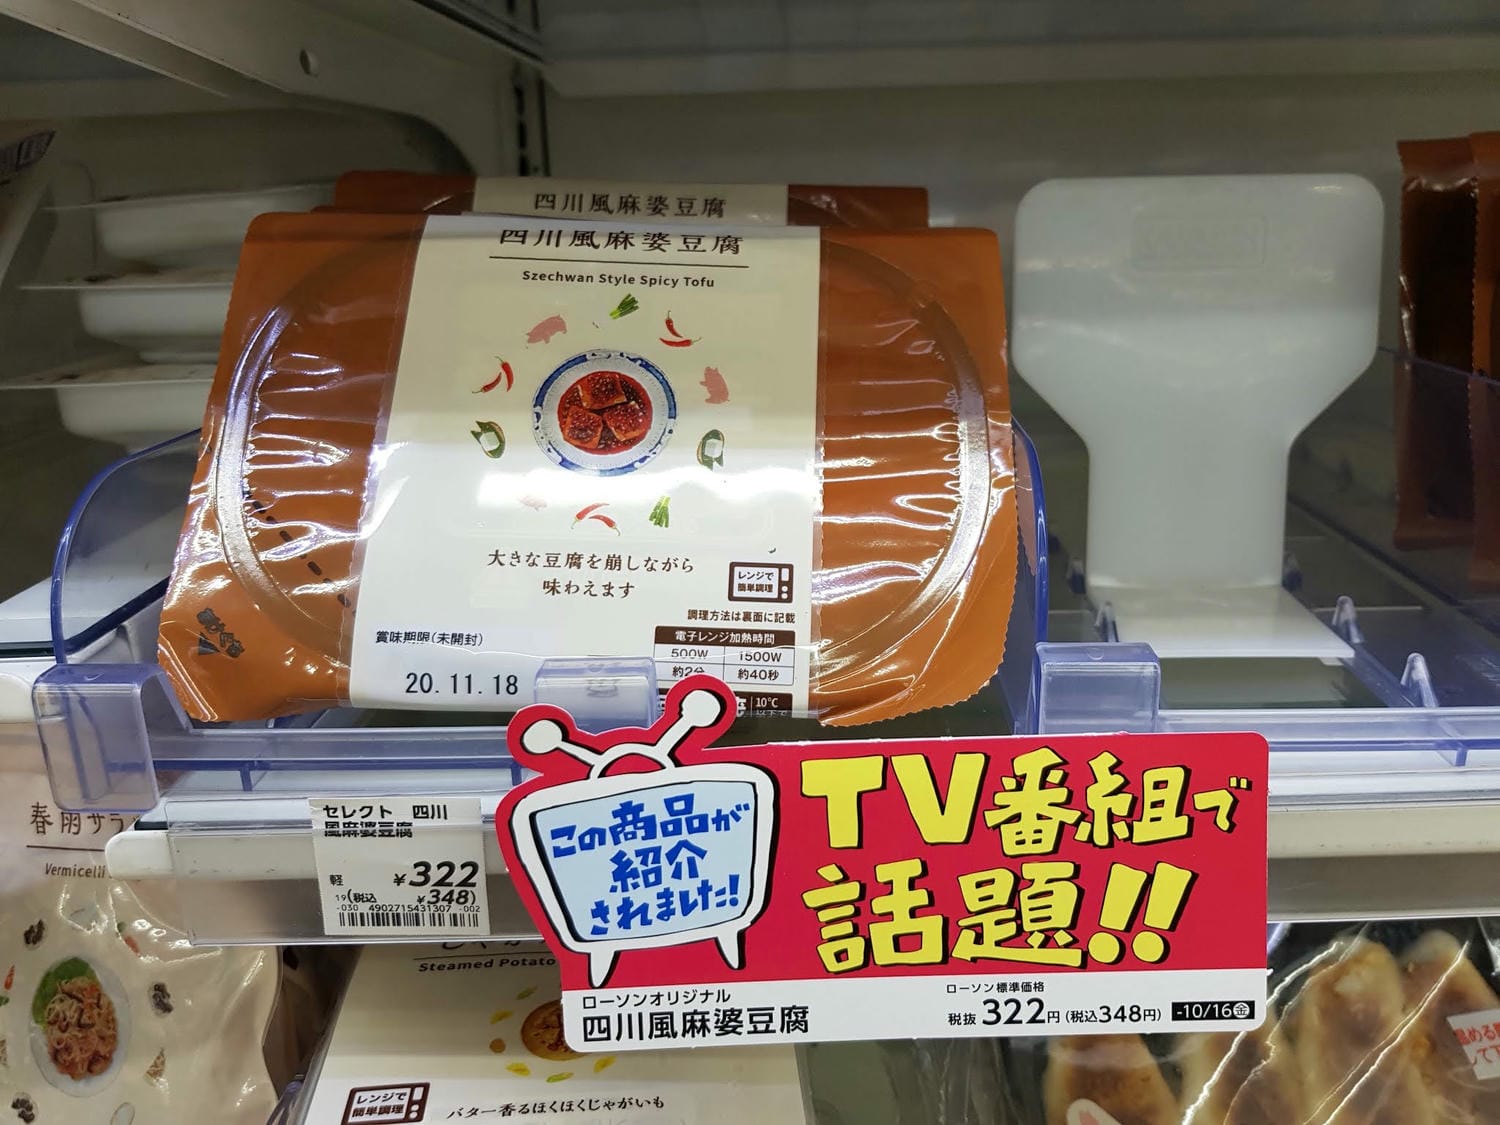 四川風麻婆豆腐
四川風麻婆豆腐
Szechwan Style Spicy Tofu
大きな豆腐を崩しながら
味わえます
レンジで
簡単調理
調理方法は裏面に記載
賞味期限(未開封)
20.11.18
電子レンジ加熱時間
500W 1500W
約2分 約40秒
10℃
セレクト 四川
風麻婆豆腐
軽 ¥322
19(税込 ¥348)
-030 4902715431307 -002
この商品が
紹介
されました!
TV番組で
話題!!
ローソンオリジナル
四川風麻婆豆腐
ローソン標準価格
税抜322円(税込348円) -10/16金
春雨サラ
Vermicelli
Steamed Potato
レンジで
簡単調理
バター香るほくほくじゃがいも